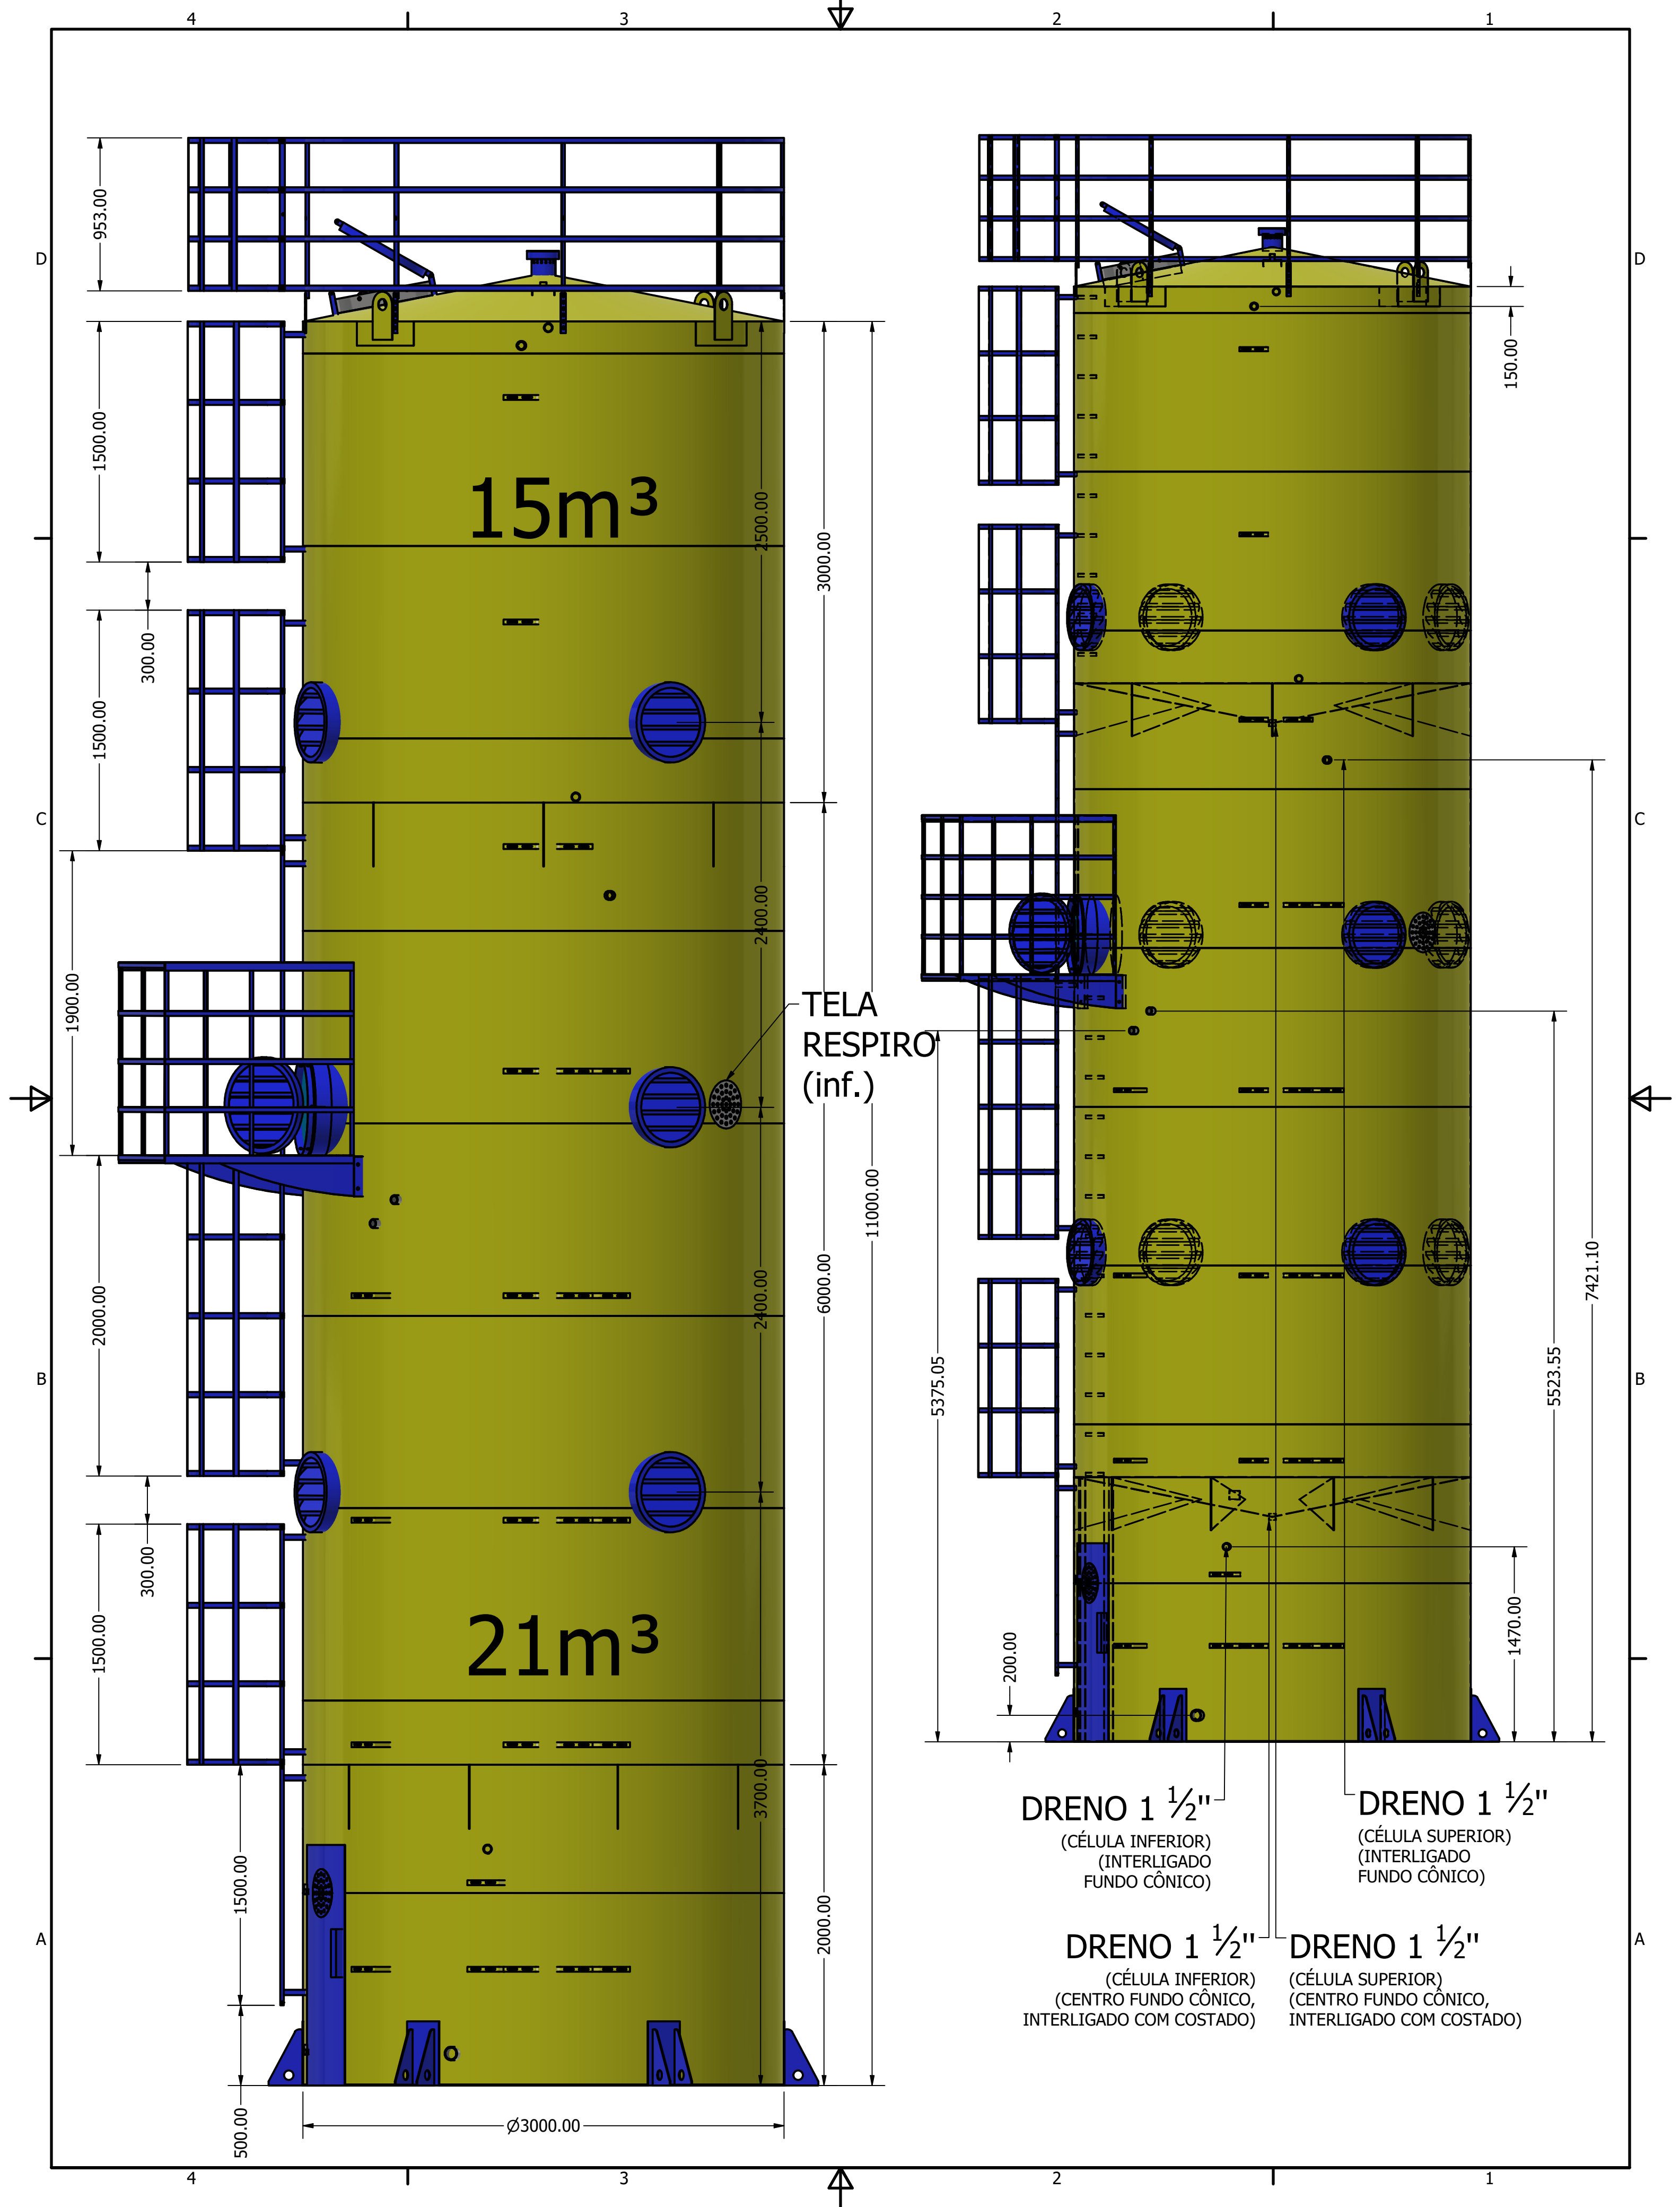 4
3
2
1
D
D
953.00
150.00
1500.00
15m³
2500.00
3000.00
300.00
1500.00
C
C
2400.00
1900.00
TELA
RESPIRO
(inf.)
11000.00
6000.00
7421.10
2000.00
2400.00
5375.05
5523.55
B
B
300.00
1500.00
21m³
1470.00
200.00
3700.00
DRENO 1 ½"
(CÉLULA INFERIOR)
(INTERLIGADO
FUNDO CÔNICO)
DRENO 1 ½"
(CÉLULA SUPERIOR)
(INTERLIGADO
FUNDO CÔNICO)
1500.00
2000.00
A
A
DRENO 1 ½"
(CÉLULA INFERIOR)
(CENTRO FUNDO CÔNICO,
INTERLIGADO COM COSTADO)
DRENO 1 ½"
(CÉLULA SUPERIOR)
(CENTRO FUNDO CÔNICO,
INTERLIGADO COM COSTADO)
500.00
Ø3000.00
4
3
2
1